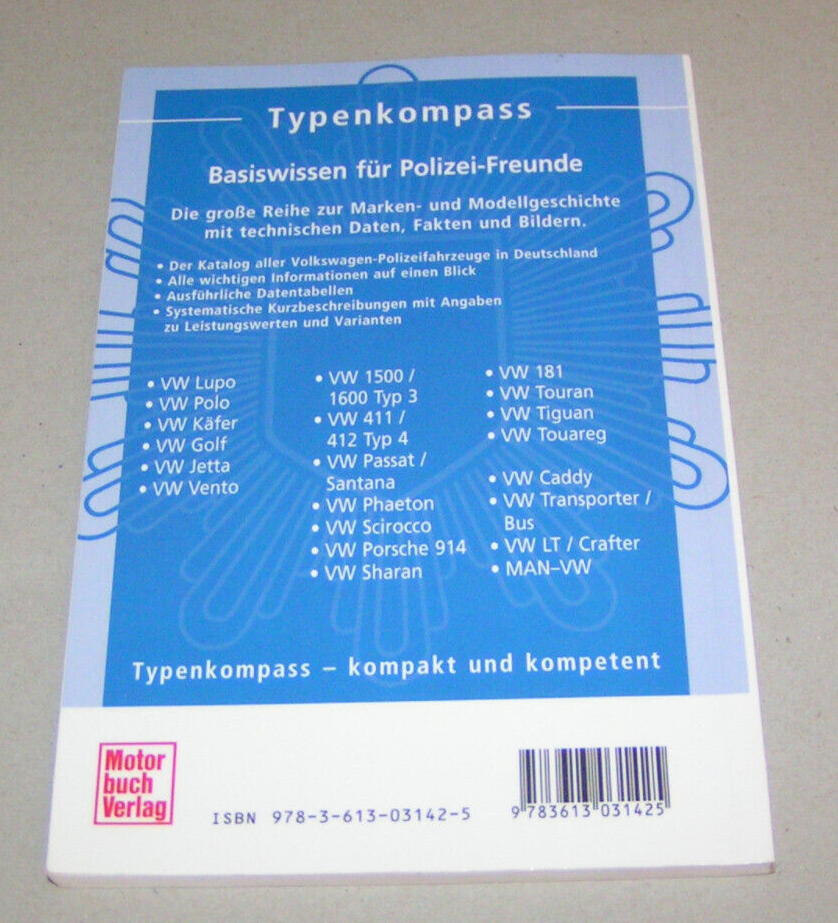 Typenkompass
Basiswissen für Polizei-Freunde
Die große Reihe zur Marken- und Modellgeschichte
mit technischen Daten, Fakten und Bildern.
• Der Katalog aller Volkswagen-Polizeifahrzeuge in Deutschland
• Alle wichtigen Informationen auf einen Blick
• Ausführliche Datentabellen
• Systematische Kurzbeschreibungen mit Angaben
zu Leistungswerten und Varianten
• VW Lupo
• VW Polo
• VW Käfer
• VW Golf
• VW Jetta
• VW Vento
• VW 1500 /
1600 Typ 3
• VW 411 /
412 Typ 4
• VW Passat /
Santana
• VW Phaeton
• VW Scirocco
• VW Porsche 914
• VW Sharan
• VW 181
• VW Touran
• VW Tiguan
• VW Touareg
• VW Caddy
• VW Transporter /
Bus
• VW LT / Crafter
• MAN–VW
Typenkompass – kompakt und kompetent
Motor
buch
Verlag
ISBN 978-3-613-03142-5
9 783613 031425